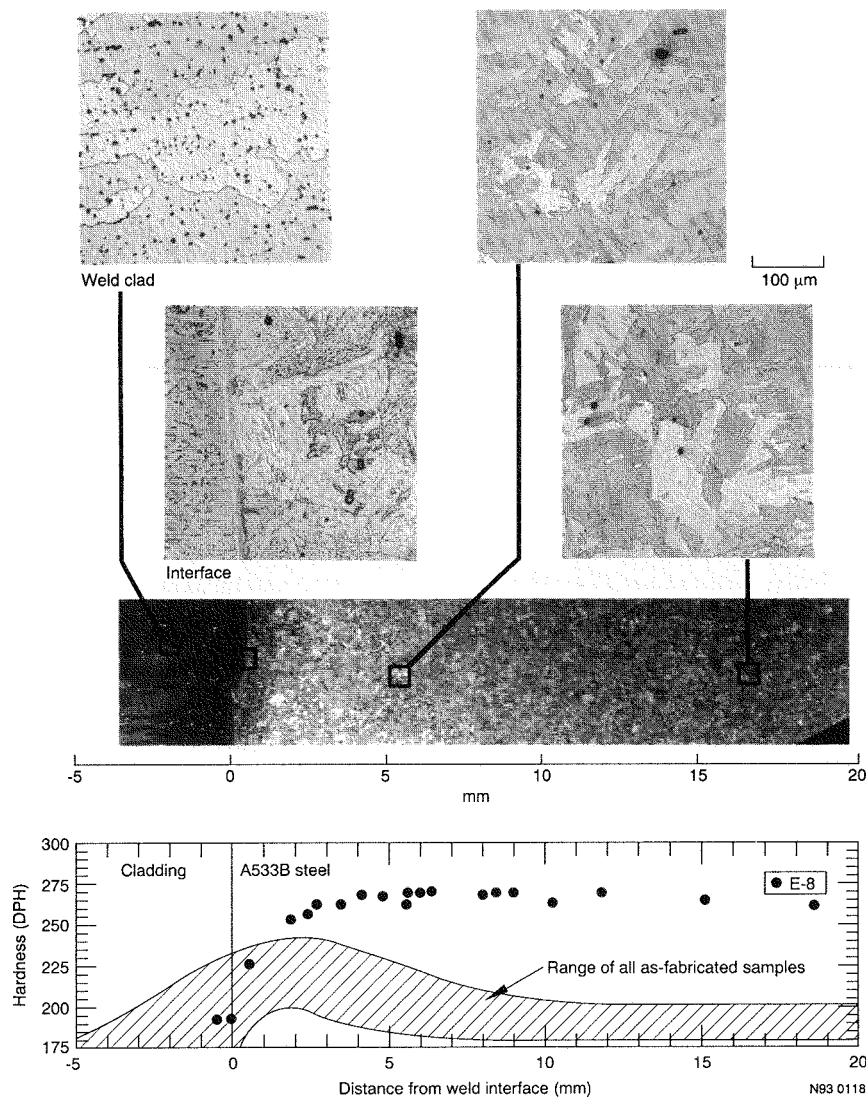 Weld clad
100 μm
Interface
-5 0 5 10 15 20
mm
300
275
250
225
200
175
Hardness (DPH)
Cladding
A533B steel
E-8
Range of all as-fabricated samples
-5 0 5 10 15 20
Distance from weld interface (mm)
N93 0118